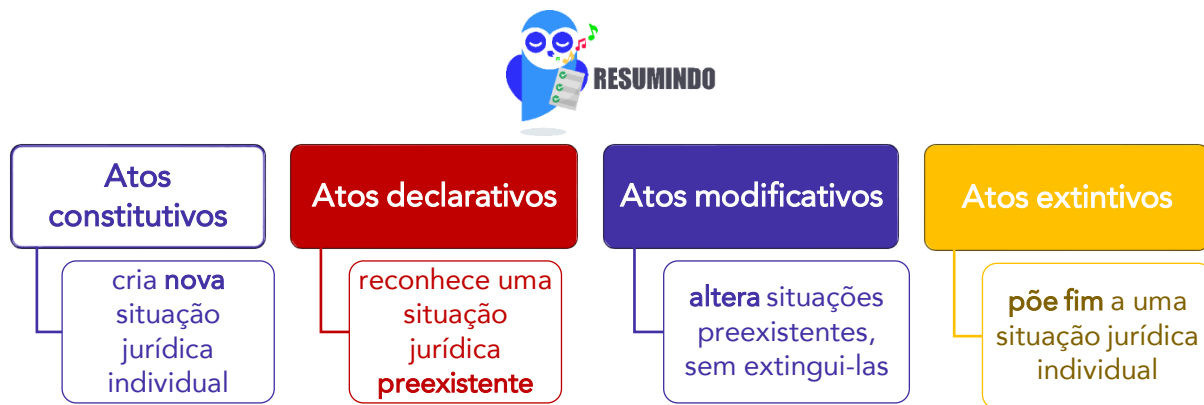 RESUMINDO
Atos
constitutivos
cria nova
situação
jurídica
individual
Atos declarativos
reconhece uma
situação
jurídica
preexistente
Atos modificativos
altera situações
preexistentes,
sem extingui-las
Atos extintivos
põe fim a uma
situação jurídica
individual